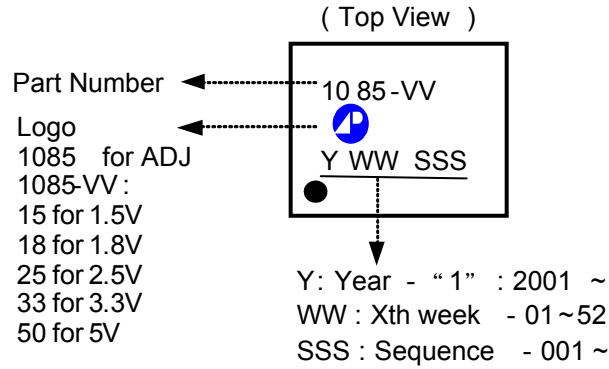 ( Top View )
Part Number
10 85-VV
Logo
1085 for ADJ
1085-VV :
15 for 1.5V
18 for 1.8V
25 for 2.5V
33 for 3.3V
50 for 5V
Y WW SSS
Y: Year - “1” : 2001 ~
WW : Xth week - 01~52
SSS : Sequence - 001 ~